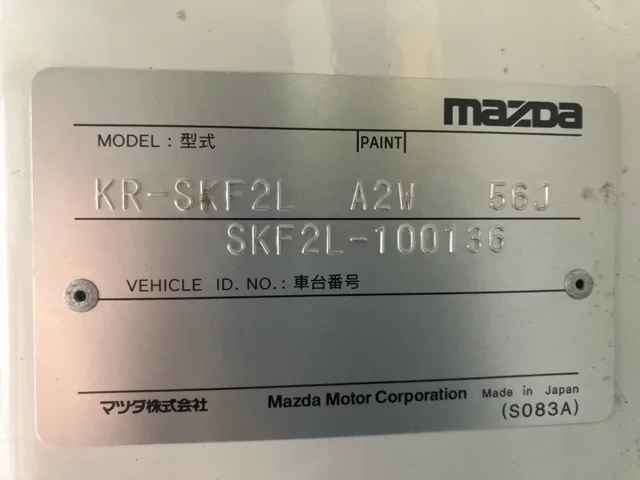 mazda
MODEL : 型式 PAINT
KR-SKF2L A2W 56J
SKF2L-100136
VEHICLE ID. NO. : 車台番号
マツダ株式会社 Mazda Motor Corporation Made in Japan
(S083A)